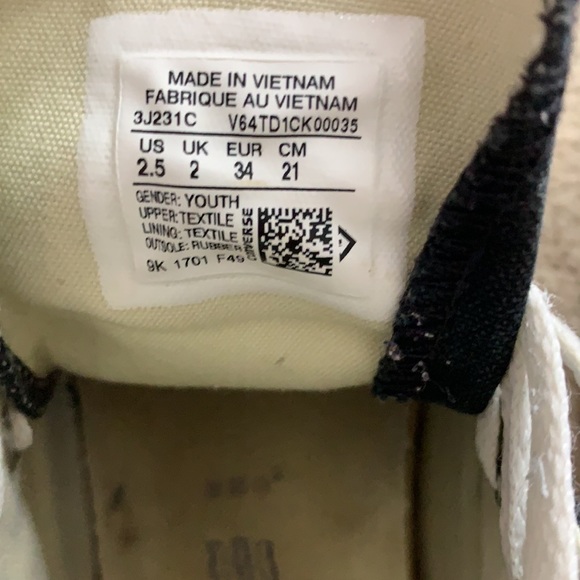 MADE IN VIETNAM
FABRIQUE AU VIETNAM
3J231C V64TD1CK00035
US UK EUR CM
2.5 2 34 21
GENDER: YOUTH
UPPER: TEXTILE
LINING: TEXTILE
OUTSOLE: RUBBER
9K 1701 F49
CONVERSE